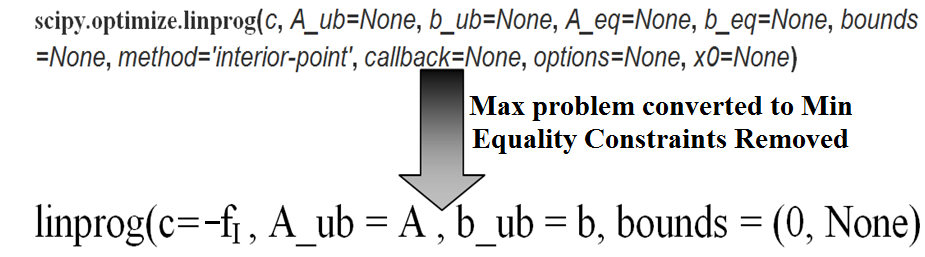 scipy.optimize.linprog(c, A_ub=None, b_ub=None, A_eq=None, b_eq=None, bounds
=None, method='interior-point', callback=None, options=None, x0=None)
Max problem converted to Min
Equality Constraints Removed
linprog(c=−fI , A_ub = A , b_ub = b, bounds = (0, None)